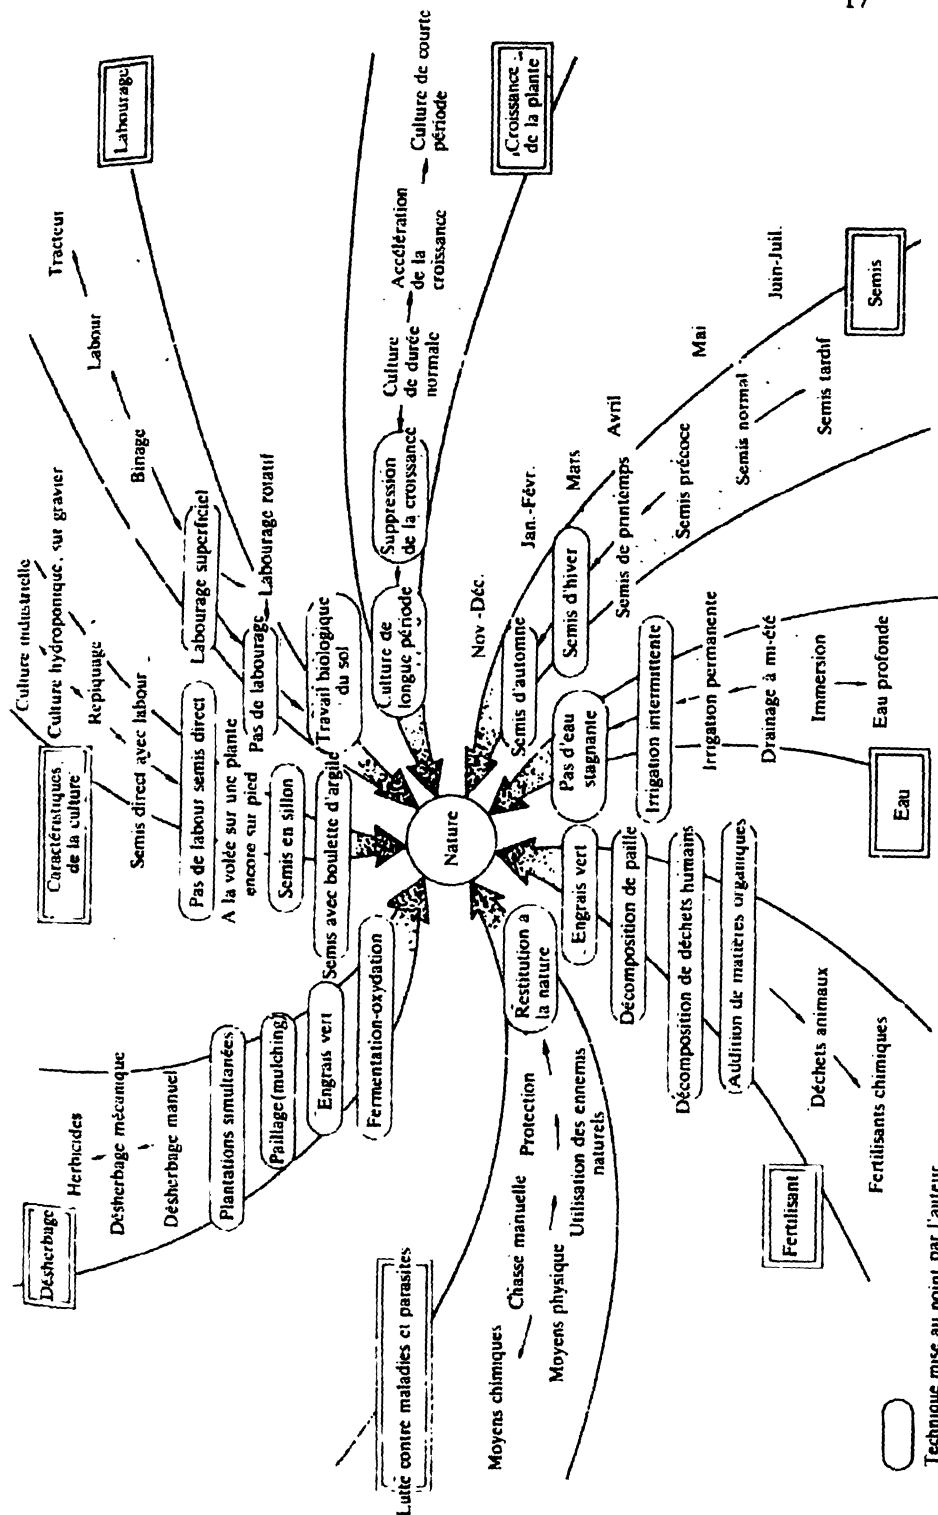 17
Désherbage
Herbicides
Désherbage mécanique
Désherbage manuel
Plantations simultanées
Paillage (mulching)
Engrais vert
Fermentation-oxydation
Caractéristiques
de la culture
Culture industrielle
Culture hydroponique, sur gravier
Repiquage
Semis direct avec labour
Pas de labour semis direct
A la volée sur une plante
encore sur pied
Semis en sillon
Semis avec boulette d'argile
Labourage
Tracteur
Labour
Binage
Labourage superficiel
Labourage rotatif
Pas de labourage
Travail biologique
du sol
Croissance
de la plante
Culture de courte
période
Accélération
de la
croissance
Culture
de durée
normale
Suppression
de la croissance
Culture de
longue période
Nature
Lutte contre maladies et parasites
Moyens chimiques
Chasse manuelle
Protection
Moyens physique
Utilisation des ennemis
naturels
Restitution a
la nature
Fertilisant
Engrais vert
Décomposition de paille
Décomposition de déchets humains
Addition de matières organiques
Déchets animaux
Fertilisants chimiques
Eau
Pas d'eau
stagnante
Irrigation intermittente
Irrigation permanente
Drainage à mi-été
Immersion
Eau profonde
Semis
Nov.-Déc.
Jan.-Févr.
Mars
Avril
Mai
Juin-Juil.
Semis d'automne
Semis d'hiver
Semis de printemps
Semis précoce
Semis normal
Semis tardif
Technique mise au point par l'auteur